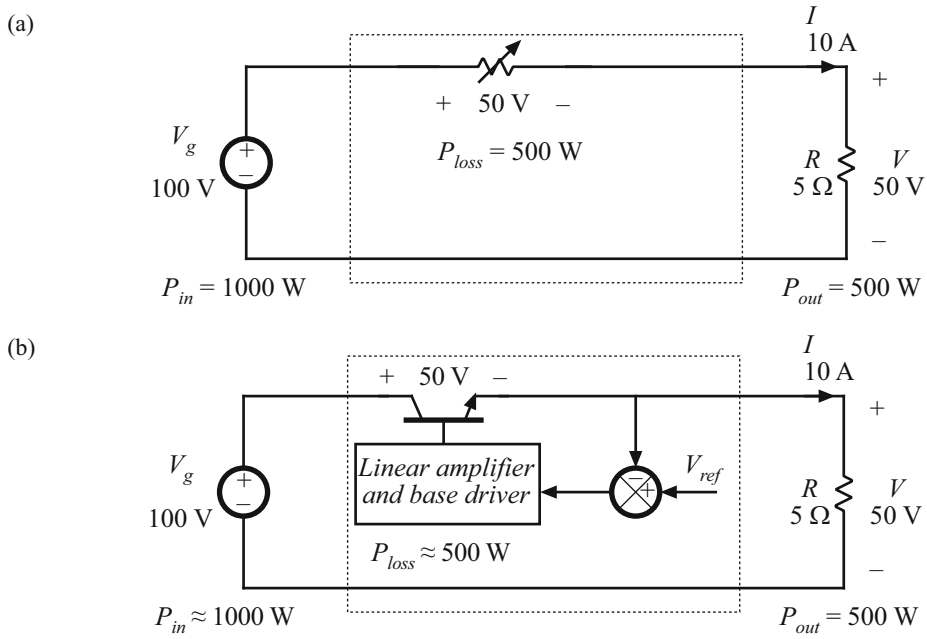 (a)
I
10 A
+ 50 V –
+
V_g
P_loss = 500 W
+
–
100 V
R
5 Ω
V
50 V
–
P_in = 1000 W
P_out = 500 W
(b)
I
10 A
+ 50 V –
+
V_g
Linear amplifier
and base driver
–
+
V_ref
+
–
100 V
R
5 Ω
V
50 V
P_loss ≈ 500 W
–
P_in ≈ 1000 W
P_out = 500 W